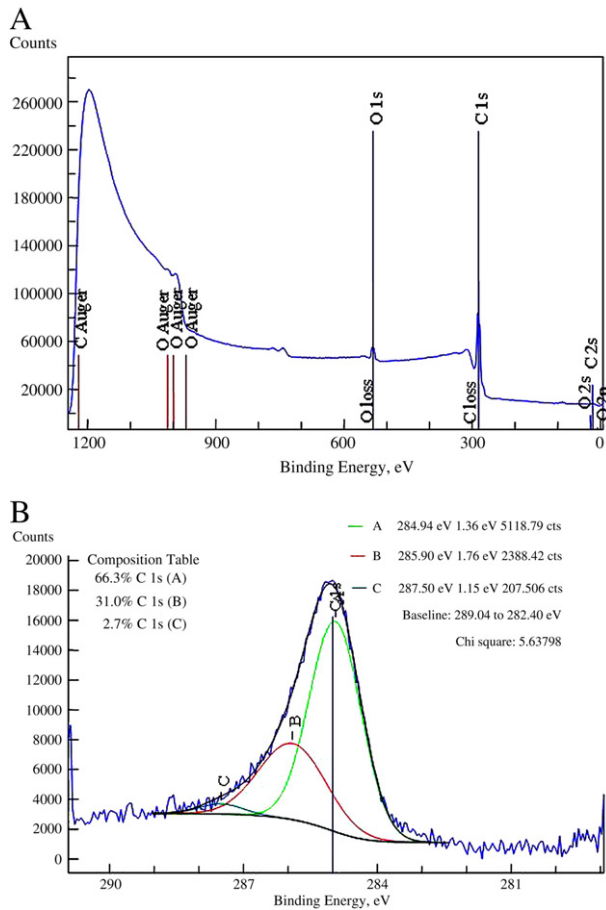 A
Counts
260000
220000
180000
140000
100000
60000
20000
C Auger
O Auger
O Auger
O Auger
O 1s
O loss
C 1s
C loss
O 2s
C 2s
O 2p
1200 900 600 300 0
Binding Energy, eV
B
Counts
20000
18000
16000
14000
12000
10000
8000
6000
4000
2000
0
Composition Table
66.3% C 1s (A)
31.0% C 1s (B)
2.7% C 1s (C)
A 284.94 eV 1.36 eV 5118.79 cts
B 285.90 eV 1.76 eV 2388.42 cts
C 287.50 eV 1.15 eV 207.506 cts
Baseline: 289.04 to 282.40 eV
Chi square: 5.63798
C
B
290 287 284 281
Binding Energy, eV